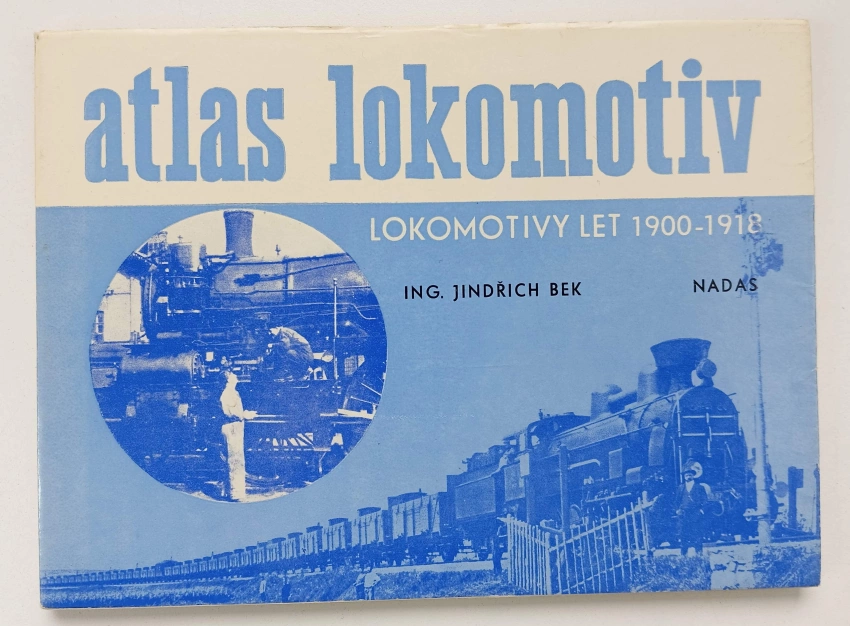 atlas lokomotiv
LOKOMOTIVY LET 1900-1918
ING. JINDŘICH BEK NADAS